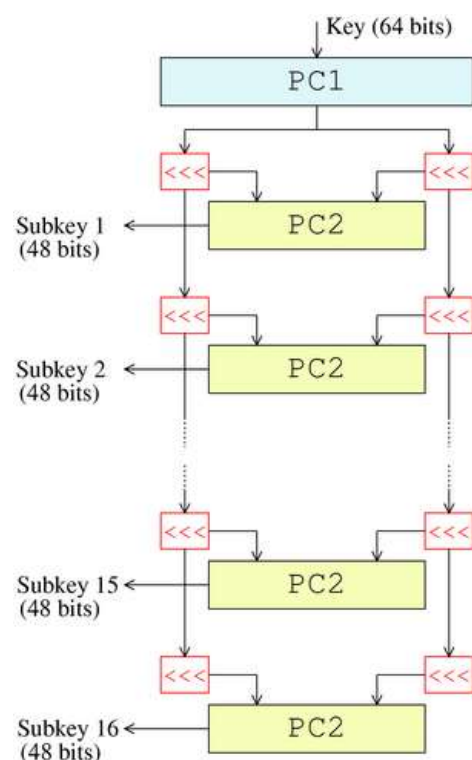 Key (64 bits)
PC1
<<< <<<
Subkey 1
(48 bits)
PC2
<<< <<<
Subkey 2
(48 bits)
PC2
<<< <<<
Subkey 15
(48 bits)
PC2
<<< <<<
Subkey 16
(48 bits)
PC2